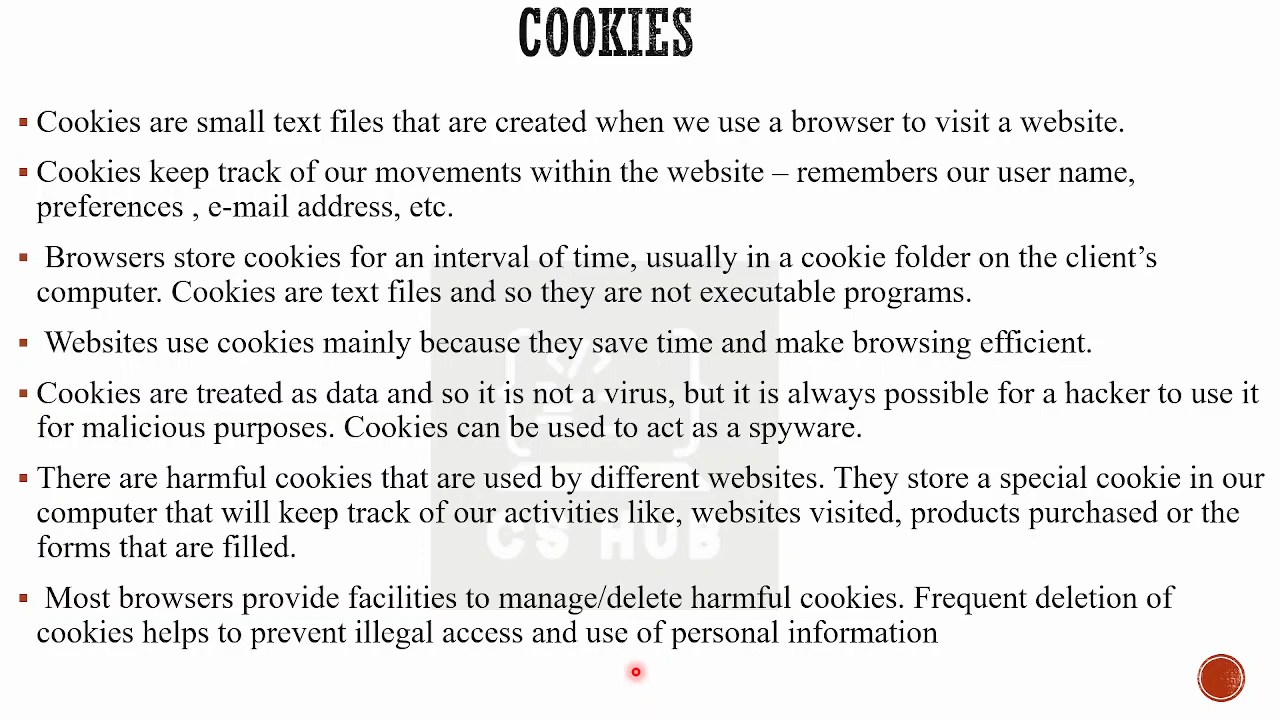 COOKIES
Cookies are small text files that are created when we use a browser to visit a website.
Cookies keep track of our movements within the website – remembers our user name,
preferences , e-mail address, etc.
Browsers store cookies for an interval of time, usually in a cookie folder on the client’s
computer. Cookies are text files and so they are not executable programs.
Websites use cookies mainly because they save time and make browsing efficient.
Cookies are treated as data and so it is not a virus, but it is always possible for a hacker to use it
for malicious purposes. Cookies can be used to act as a spyware.
There are harmful cookies that are used by different websites. They store a special cookie in our
computer that will keep track of our activities like, websites visited, products purchased or the
forms that are filled.
CS HUB
Most browsers provide facilities to manage/delete harmful cookies. Frequent deletion of
cookies helps to prevent illegal access and use of personal information